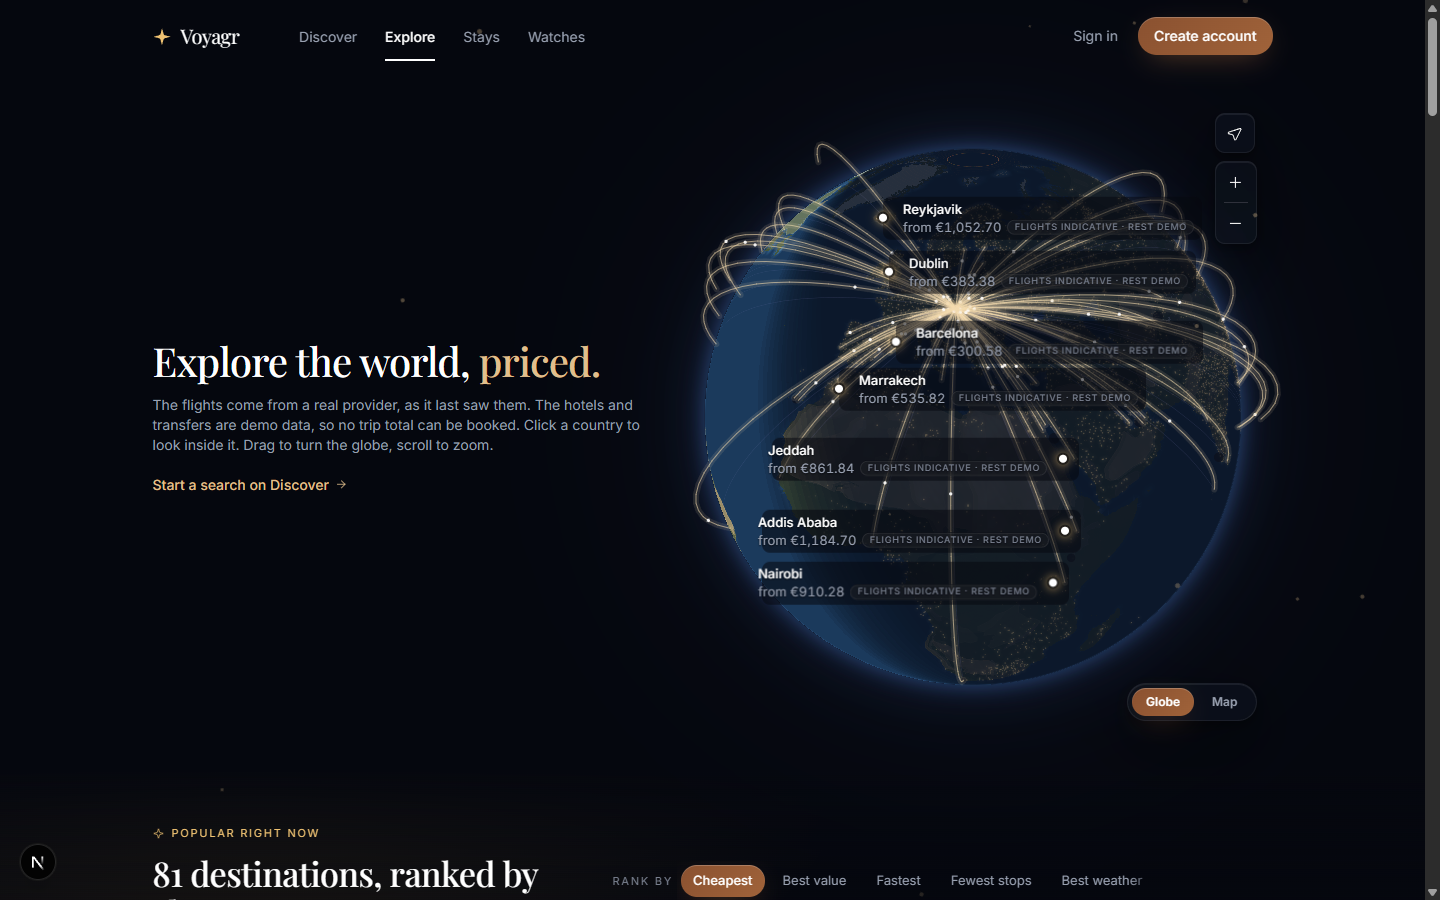 Voyagr
Discover
Explore
Stays
Watches
Sign in
Create account
Reykjavik
from €1,052.70 FLIGHTS INDICATIVE · REST DEMO
Dublin
from €383.38 FLIGHTS INDICATIVE · REST DEMO
Barcelona
from €300.58 FLIGHTS INDICATIVE · REST DEMO
Marrakech
from €535.82 FLIGHTS INDICATIVE · REST DEMO
Jeddah
from €861.84 FLIGHTS INDICATIVE · REST DEMO
Addis Ababa
from €1,184.70 FLIGHTS INDICATIVE · REST DEMO
Nairobi
from €910.28 FLIGHTS INDICATIVE · REST DEMO
Explore the world, priced.
The flights come from a real provider, as it last saw them. The hotels and
transfers are demo data, so no trip total can be booked. Click a country to
look inside it. Drag to turn the globe, scroll to zoom.
Start a search on Discover →
Globe
Map
POPULAR RIGHT NOW
81 destinations, ranked by
RANK BY
Cheapest
Best value
Fastest
Fewest stops
Best weather
N